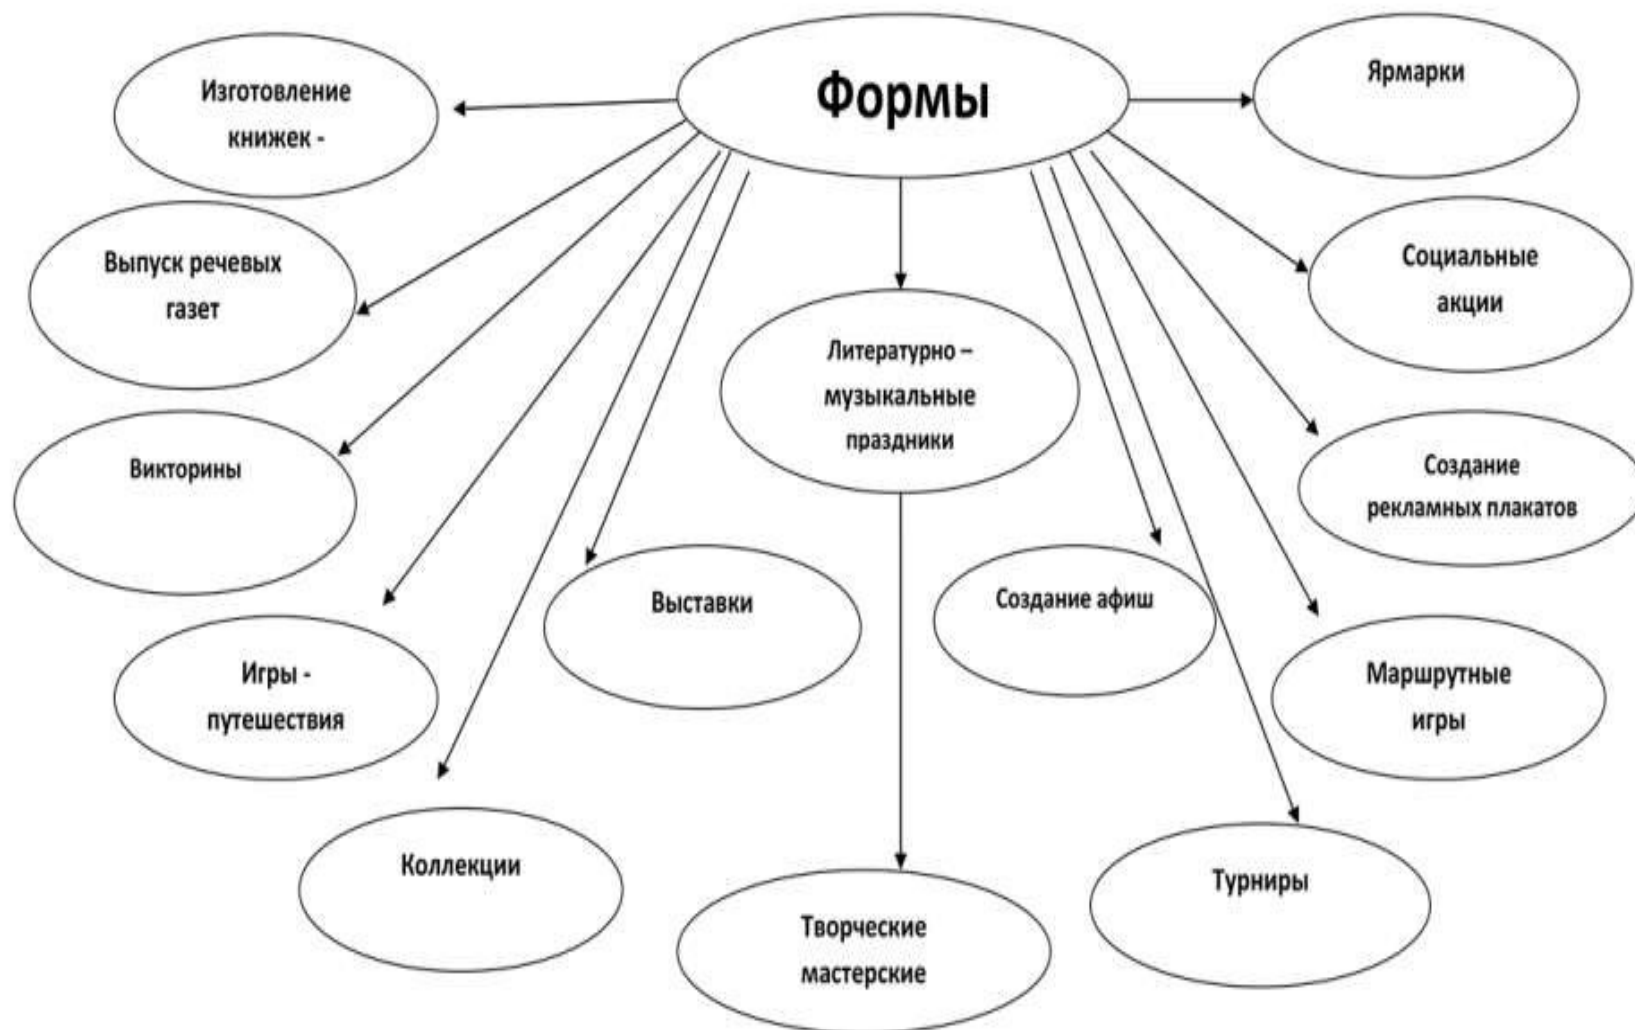 Формы
Изготовление
книжек -
Ярмарки
Выпуск речевых
газет
Социальные
акции
Литературно –
музыкальные
праздники
Викторины
Создание
рекламных плакатов
Выставки
Создание афиш
Игры -
путешествия
Маршрутные
игры
Коллекции
Турниры
Творческие
мастерские